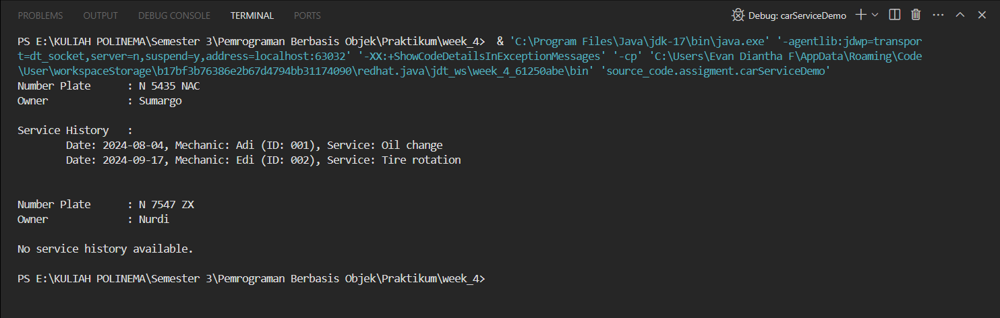 PROBLEMS OUTPUT DEBUG CONSOLE TERMINAL PORTS Debug: carServiceDemo
PS E:\KULIAH POLINEMA\Semester 3\Pemrograman Berbasis Objek\Praktikum\week_4>  & 'C:\Program Files\Java\jdk-17\bin\java.exe' '-agentlib:jdwp=transpor
t=dt_socket,server=n,suspend=y,address=localhost:63032' '-XX:+ShowCodeDetailsInExceptionMessages' '-cp' 'C:\Users\Evan Diantha F\AppData\Roaming\Code
\User\workspaceStorage\b17bf3b76386e2b67d4794bb31174090\redhat.java\jdt_ws\week_4_61250abe\bin' 'source_code.assigment.carServiceDemo'
Number Plate      : N 5435 NAC
Owner             : Sumargo
Service History   :
        Date: 2024-08-04, Mechanic: Adi (ID: 001), Service: Oil change
        Date: 2024-09-17, Mechanic: Edi (ID: 002), Service: Tire rotation
Number Plate      : N 7547 ZX
Owner             : Nurdi
No service history available.
PS E:\KULIAH POLINEMA\Semester 3\Pemrograman Berbasis Objek\Praktikum\week_4>